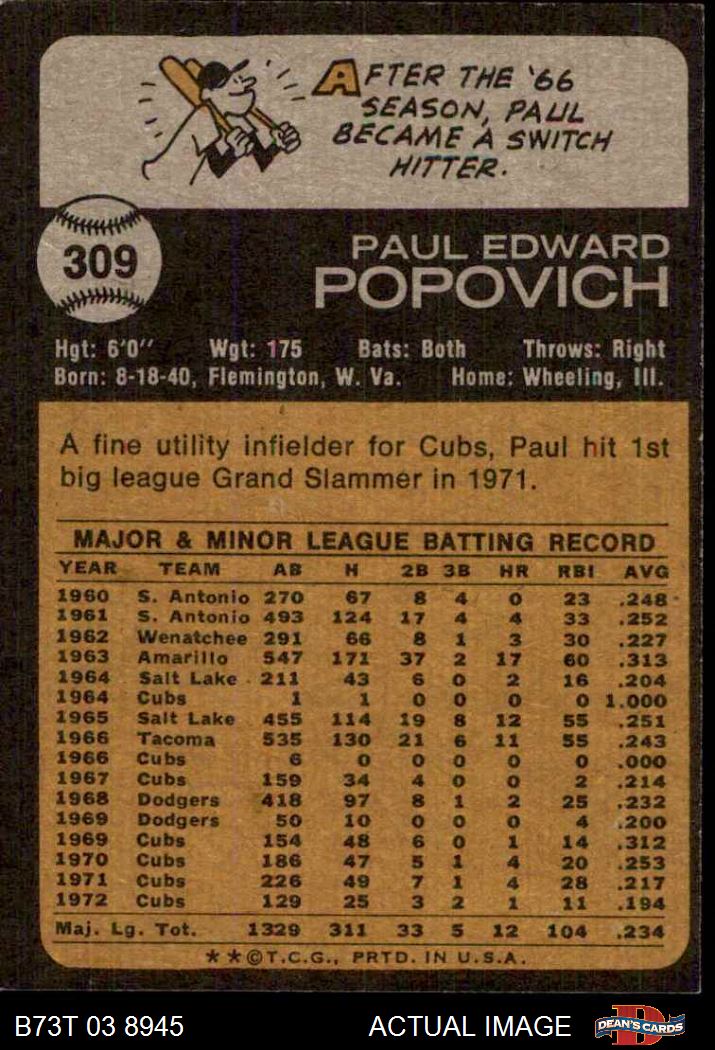 AFTER THE '66
SEASON, PAUL
BECAME A SWITCH
HITTER.
309
PAUL EDWARD
POPOVICH
Hgt: 6'0" Wgt: 175 Bats: Both Throws: Right
Born: 8-18-40, Flemington, W. Va. Home: Wheeling, Ill.
A fine utility infielder for Cubs, Paul hit 1st
big league Grand Slammer in 1971.
MAJOR & MINOR LEAGUE BATTING RECORD
YEAR TEAM AB H 2B 3B HR RBI AVG
1960 S. Antonio 270 67 8 4 0 23 .248
1961 S. Antonio 493 124 17 4 4 33 .252
1962 Wenatchee 291 66 8 1 3 30 .227
1963 Amarillo 547 171 37 2 17 60 .313
1964 Salt Lake 211 43 6 0 2 16 .204
1964 Cubs 1 1 0 0 0 0 1.000
1965 Salt Lake 455 114 19 8 12 55 .251
1966 Tacoma 535 130 21 6 11 55 .243
1966 Cubs 6 0 0 0 0 0 .000
1967 Cubs 159 34 4 0 0 2 .214
1968 Dodgers 418 97 8 1 2 25 .232
1969 Dodgers 50 10 0 0 0 4 .200
1969 Cubs 154 48 6 0 1 14 .312
1970 Cubs 186 47 5 1 4 20 .253
1971 Cubs 226 49 7 1 4 28 .217
1972 Cubs 129 25 3 2 1 11 .194
Maj. Lg. Tot. 1329 311 33 5 12 104 .234
**©T.C.G., PRTD. IN U.S.A.
B73T 03 8945 ACTUAL IMAGE D DEAN'S CARDS